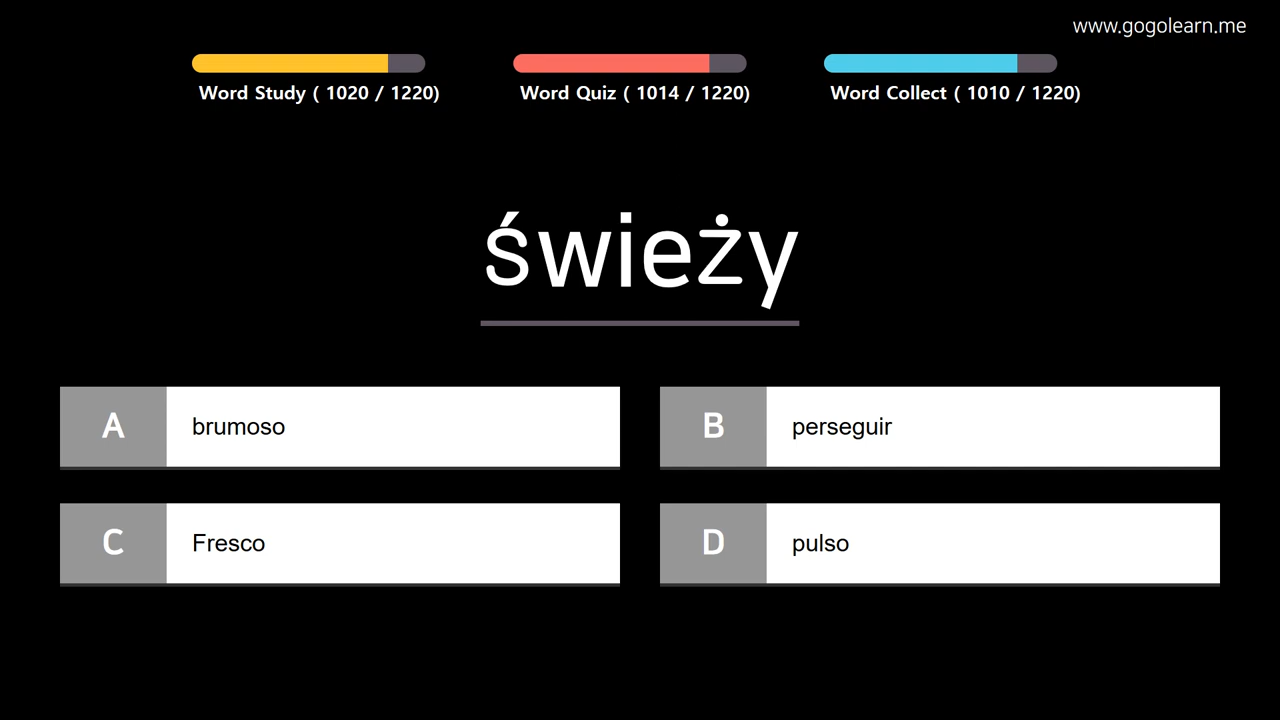 www.gogolearn.me
Word Study ( 1020 / 1220)
Word Quiz ( 1014 / 1220)
Word Collect ( 1010 / 1220)
świeży
A brumoso
B perseguir
C Fresco
D pulso